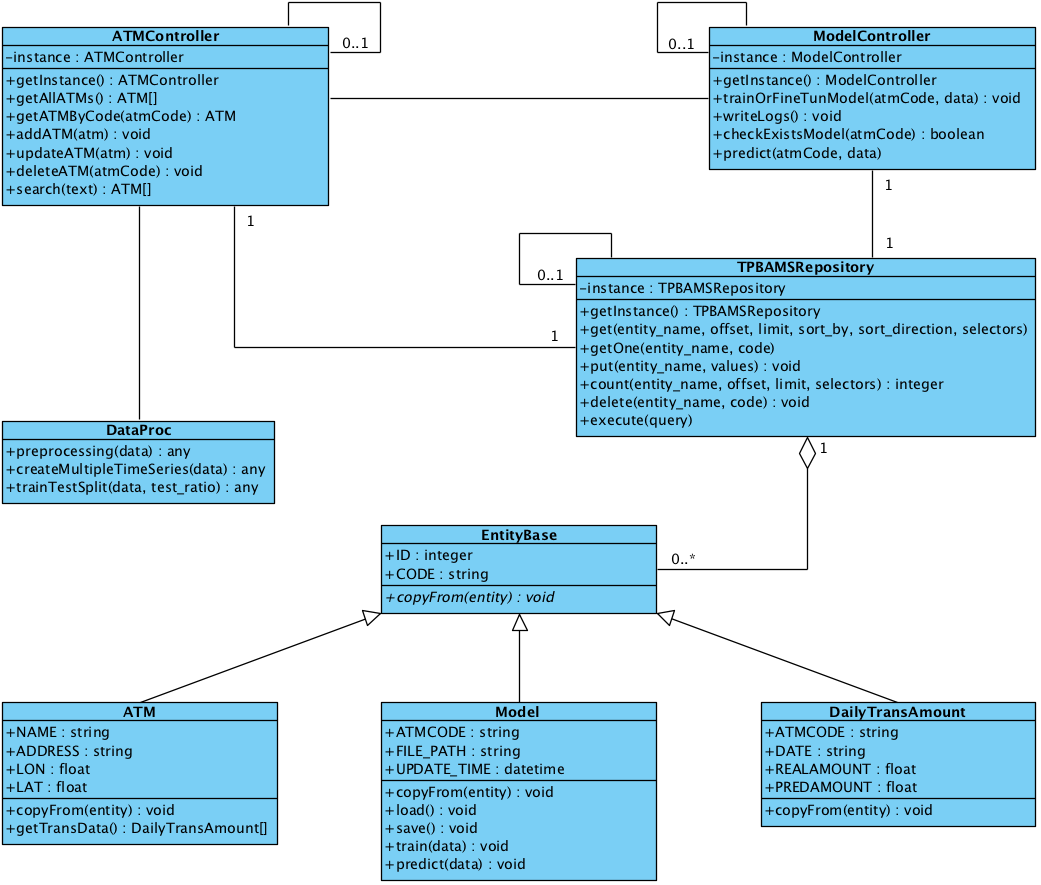 ATMController
-instance : ATMController
+getInstance() : ATMController
+getAllATMs() : ATM[]
+getATMByCode(atmCode) : ATM
+addATM(atm) : void
+updateATM(atm) : void
+deleteATM(atmCode) : void
+search(text) : ATM[]
0..1
0..1
ModelController
-instance : ModelController
+getInstance() : ModelController
+trainOrFineTunModel(atmCode, data) : void
+writeLogs() : void
+checkExistsModel(atmCode) : boolean
+predict(atmCode, data)
1
1
1
1
0..1
TPBAMSRepository
-instance : TPBAMSRepository
+getInstance() : TPBAMSRepository
+get(entity_name, offset, limit, sort_by, sort_direction, selectors)
+getOne(entity_name, code)
+put(entity_name, values) : void
+count(entity_name, offset, limit, selectors) : integer
+delete(entity_name, code) : void
+execute(query)
1
0..*
DataProc
+preprocessing(data) : any
+createMultipleTimeSeries(data) : any
+trainTestSplit(data, test_ratio) : any
EntityBase
+ID : integer
+CODE : string
+copyFrom(entity) : void
ATM
+NAME : string
+ADDRESS : string
+LON : float
+LAT : float
+copyFrom(entity) : void
+getTransData() : DailyTransAmount[]
Model
+ATMCODE : string
+FILE_PATH : string
+UPDATE_TIME : datetime
+copyFrom(entity) : void
+load() : void
+save() : void
+train(data) : void
+predict(data) : void
DailyTransAmount
+ATMCODE : string
+DATE : string
+REALAMOUNT : float
+PREDAMOUNT : float
+copyFrom(entity) : void